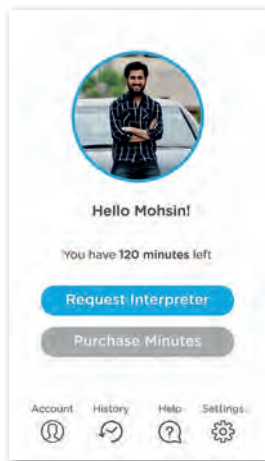 Hello Mohsin!
You have 120 minutes left
Request Interpreter
Purchase Minutes
Account History Help Settings